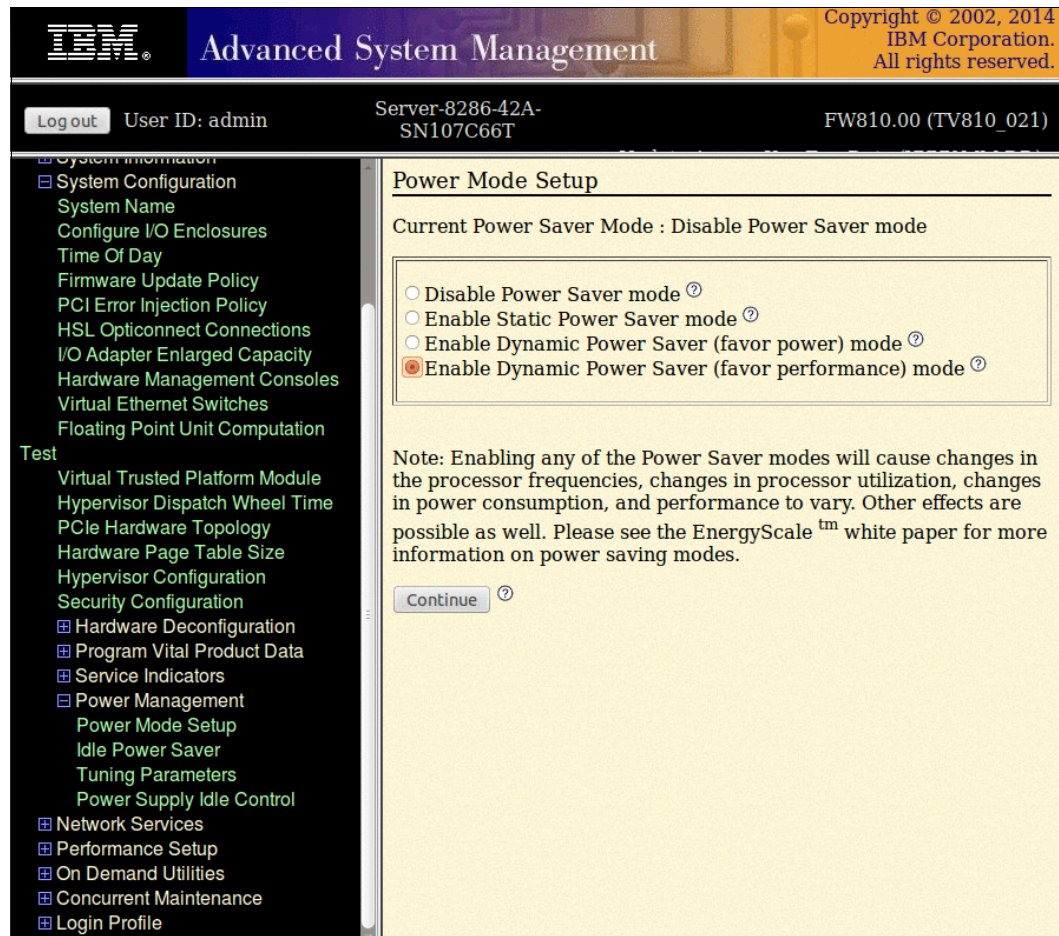 IBM®
Advanced System Management
Copyright © 2002, 2014
IBM Corporation.
All rights reserved.
Log out
User ID: admin
Server-8286-42A-
SN107C66T
FW810.00 (TV810_021)
System Information
System Configuration
System Name
Configure I/O Enclosures
Time Of Day
Firmware Update Policy
PCI Error Injection Policy
HSL Opticonnect Connections
I/O Adapter Enlarged Capacity
Hardware Management Consoles
Virtual Ethernet Switches
Floating Point Unit Computation
Test
Virtual Trusted Platform Module
Hypervisor Dispatch Wheel Time
PCIe Hardware Topology
Hardware Page Table Size
Hypervisor Configuration
Security Configuration
Hardware Deconfiguration
Program Vital Product Data
Service Indicators
Power Management
Power Mode Setup
Idle Power Saver
Tuning Parameters
Power Supply Idle Control
Network Services
Performance Setup
On Demand Utilities
Concurrent Maintenance
Login Profile
Power Mode Setup
Current Power Saver Mode : Disable Power Saver mode
Disable Power Saver mode ?
Enable Static Power Saver mode ?
Enable Dynamic Power Saver (favor power) mode ?
Enable Dynamic Power Saver (favor performance) mode ?
Note: Enabling any of the Power Saver modes will cause changes in
the processor frequencies, changes in processor utilization, changes
in power consumption, and performance to vary. Other effects are
possible as well. Please see the EnergyScale tm white paper for more
information on power saving modes.
Continue ?